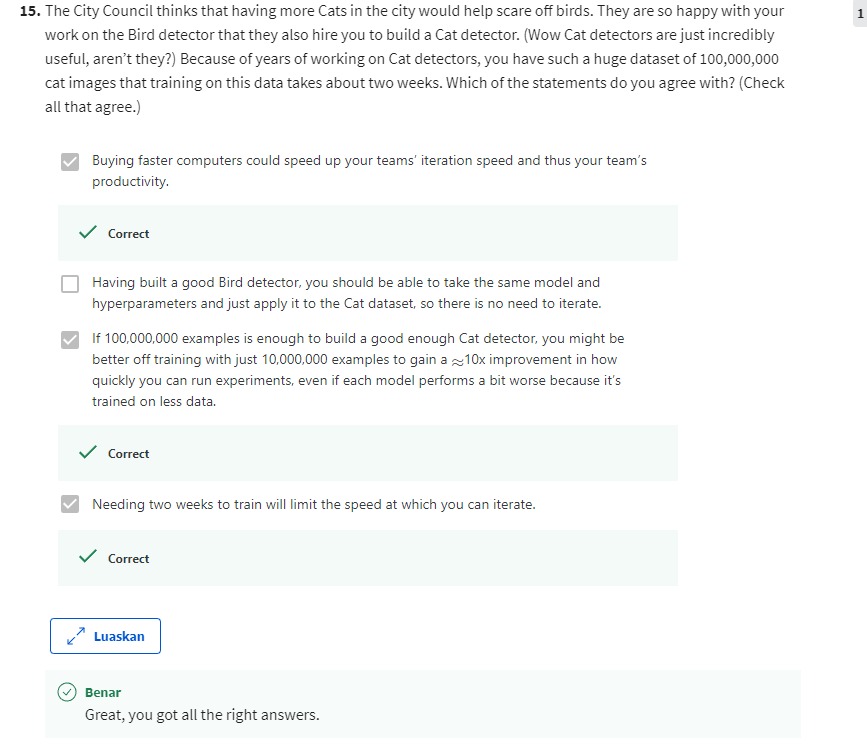 15. The City Council thinks that having more Cats in the city would help scare off birds. They are so happy with your
work on the Bird detector that they also hire you to build a Cat detector. (Wow Cat detectors are just incredibly
useful, aren't they?) Because of years of working on Cat detectors, you have such a huge dataset of 100,000,000
cat images that training on this data takes about two weeks. Which of the statements do you agree with? (Check
all that agree.)
1
Buying faster computers could speed up your teams' iteration speed and thus your team's
productivity.
Correct
Having built a good Bird detector, you should be able to take the same model and
hyperparameters and just apply it to the Cat dataset, so there is no need to iterate.
If 100,000,000 examples is enough to build a good enough Cat detector, you might be
better off training with just 10,000,000 examples to gain a ≈10x improvement in how
quickly you can run experiments, even if each model performs a bit worse because it's
trained on less data.
Correct
Needing two weeks to train will limit the speed at which you can iterate.
Correct
Luaskan
Benar
Great, you got all the right answers.